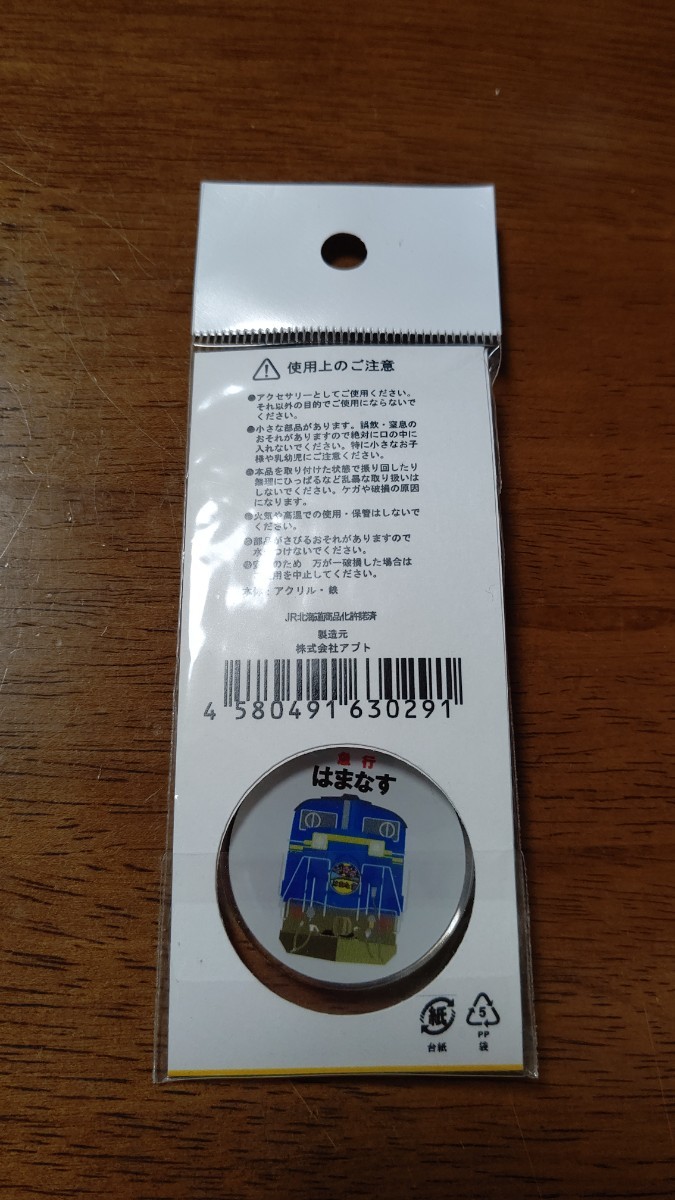 使用上のご注意
●アクセサリーとしてご使用ください。
それ以外の目的でご使用にならないで
ください。
●小さな部品があります。誤飲・窒息の
おそれがありますので絶対に口の中に
入れないでください。特に小さなお子
様や乳幼児にご注意ください。
●本品を取り付けた状態で振り回したり
無理にひっぱるなど乱暴な取り扱いは
しないでください。ケガや破損の原因
になります。
●火気や高温での使用・保管はしないで
ください。
●部品がさびるおそれがありますので
水をつけないでください。
のため 万が一破損した場合は
用を中止してください。
本体：アクリル・鉄
JR北海道商品化許諾済
製造元
株式会社アプト
4 580491 630291
急行
はまなす
紙
台紙
5
PP
袋